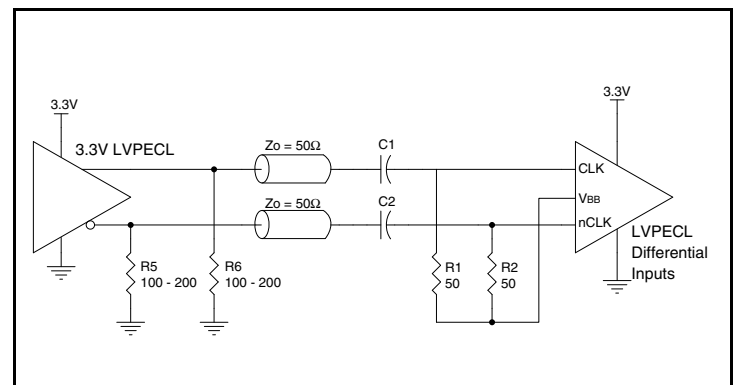 3.3V
3.3V LVPECL
Zo = 50Ω
C1
Zo = 50Ω
C2
R5
100 - 200
R6
100 - 200
R1
50
R2
50
3.3V
CLK
VBB
nCLK
LVPECL
Differential
Inputs